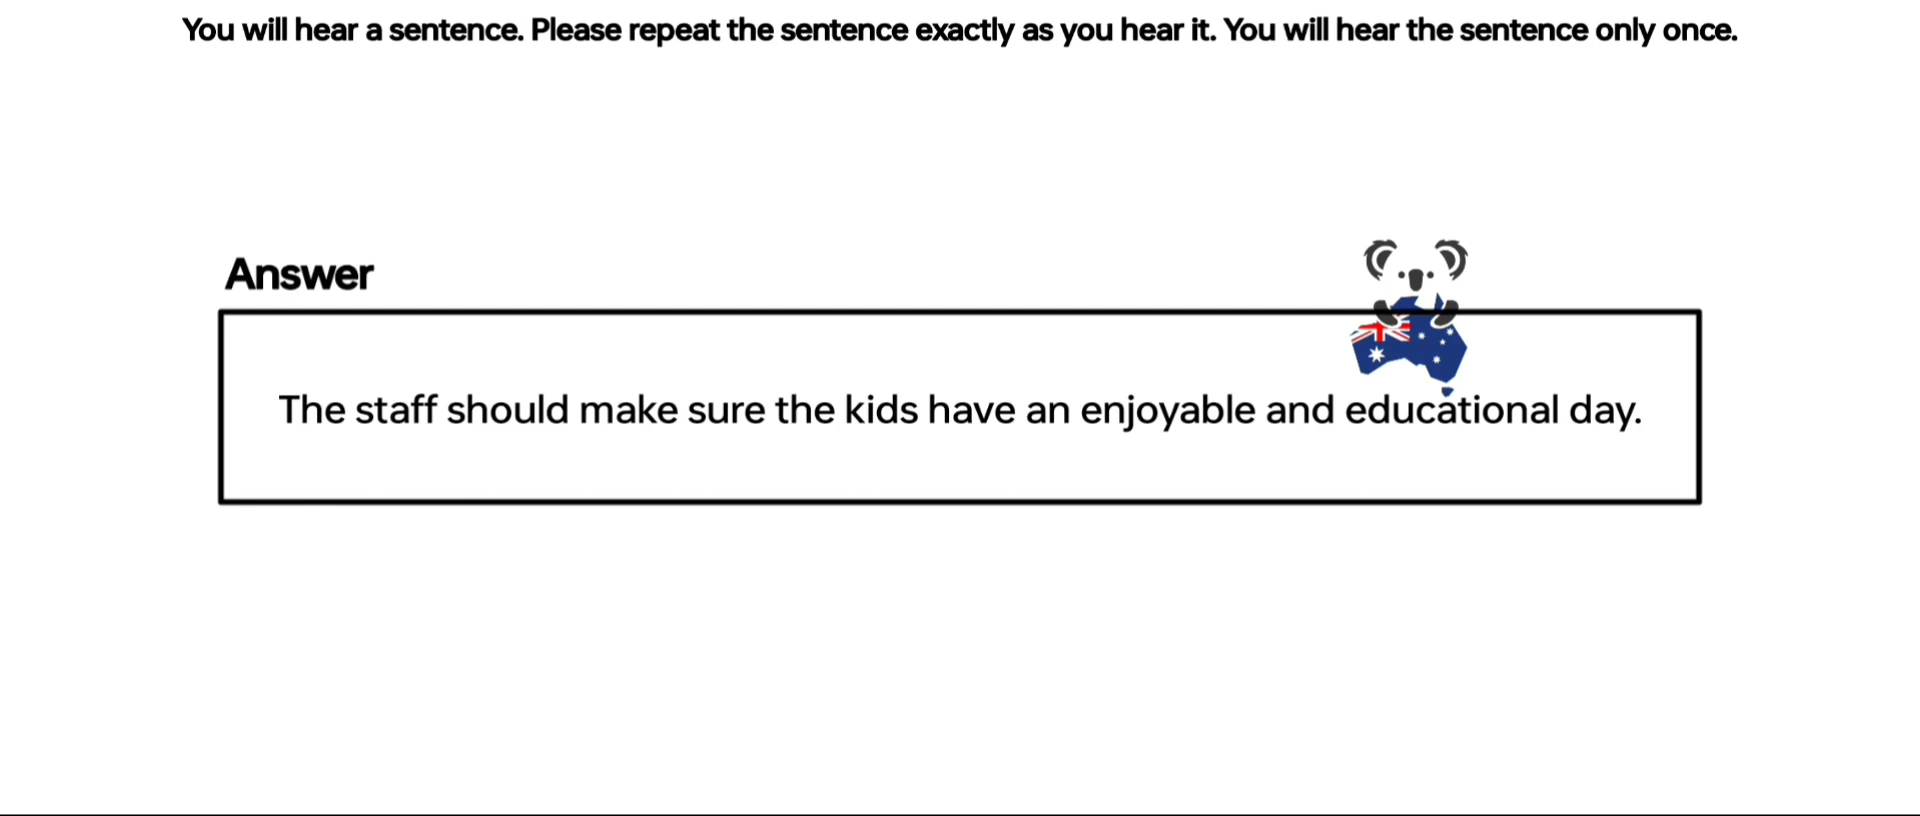 You will hear a sentence. Please repeat the sentence exactly as you hear it. You will hear the sentence only once.
Answer
The staff should make sure the kids have an enjoyable and educational day.